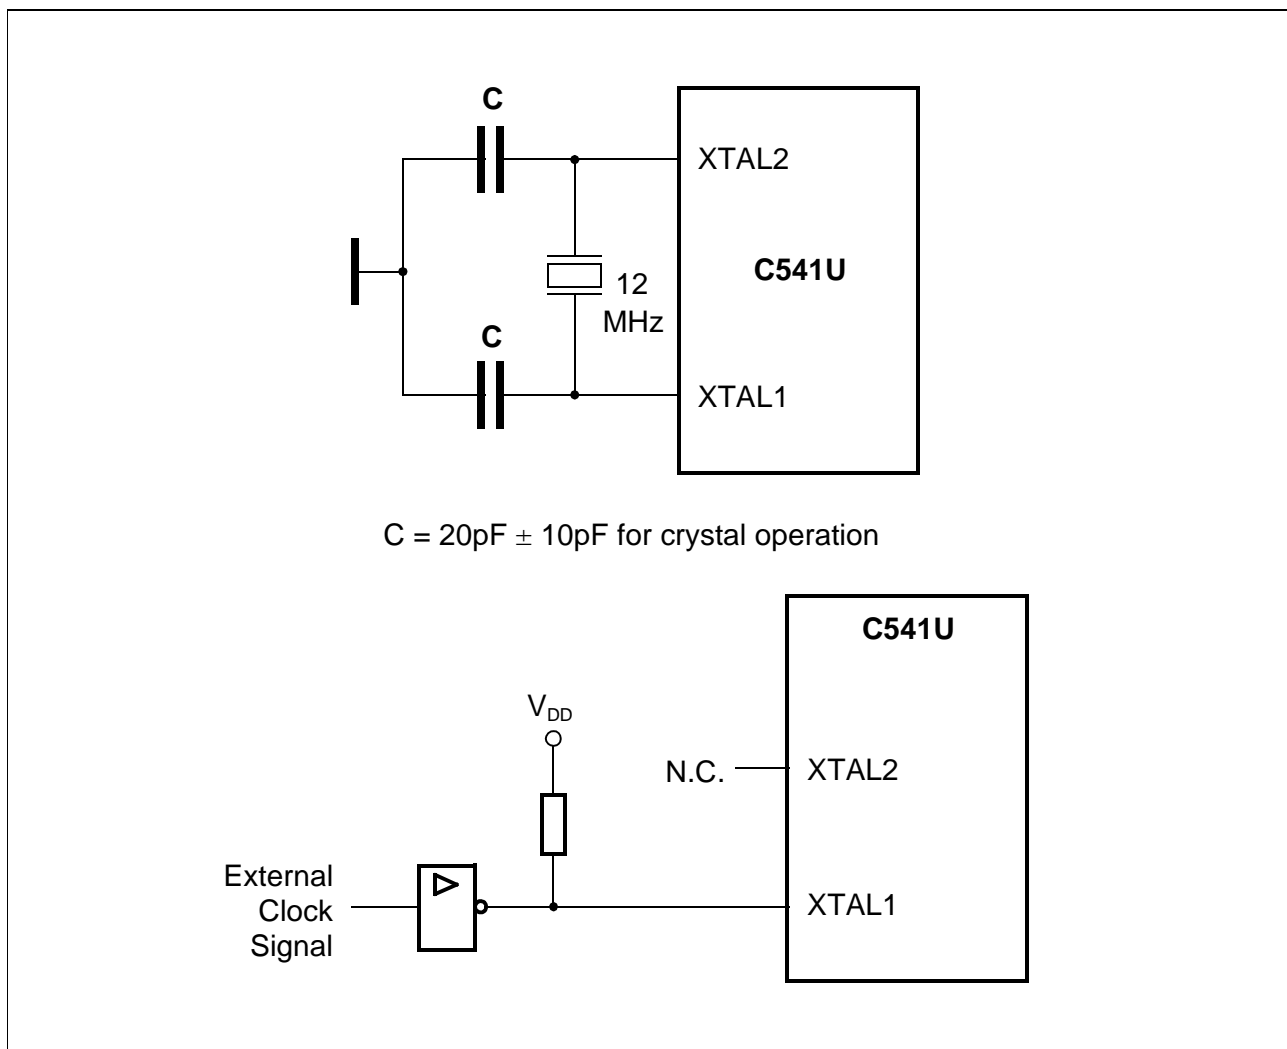 C
XTAL2
C541U
12
MHz
C
XTAL1
C = 20pF ± 10pF for crystal operation
C541U
VDD
N.C.
XTAL2
External
Clock
Signal
XTAL1